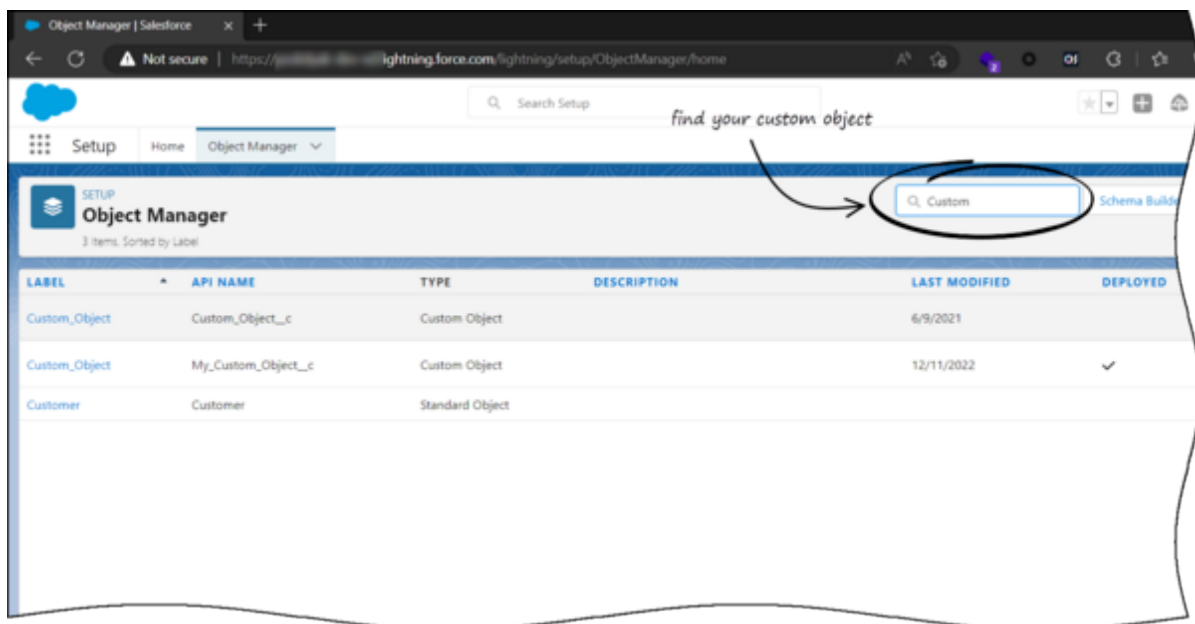 Object Manager | Salesforce
Not secure | https:// lightning.force.com/lightning/setup/ObjectManager/home
Search Setup
find your custom object
Setup Home Object Manager
SETUP
Object Manager
3 Items. Sorted by Label
Custom
Schema Builde
LABEL API NAME TYPE DESCRIPTION LAST MODIFIED DEPLOYED
Custom_Object Custom_Object__c Custom Object 6/9/2021
Custom_Object My_Custom_Object__c Custom Object 12/11/2022
Customer Customer Standard Object